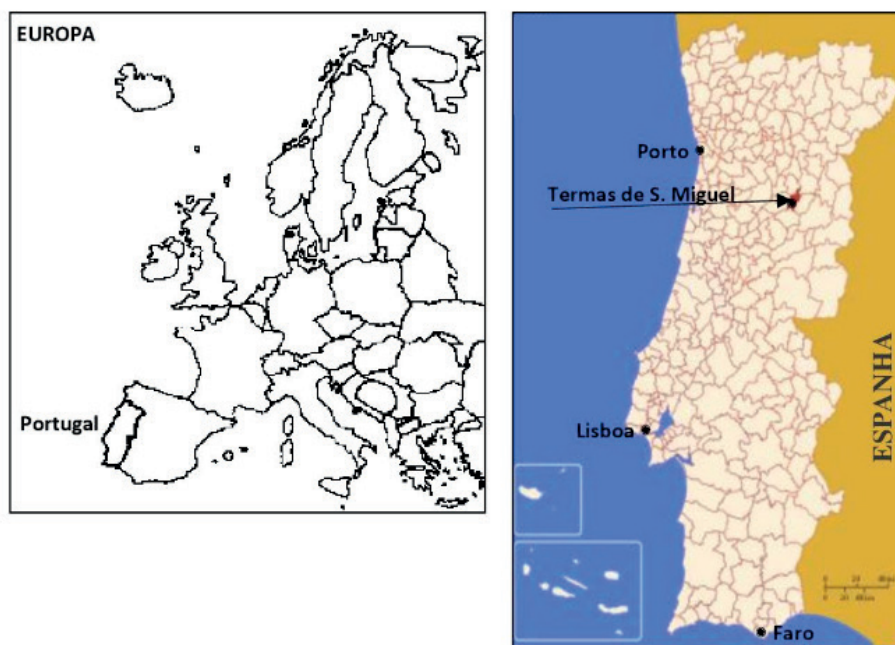 EUROPA
Portugal
Porto
Termas de S. Miguel
Lisboa
ESPANHA
Faro